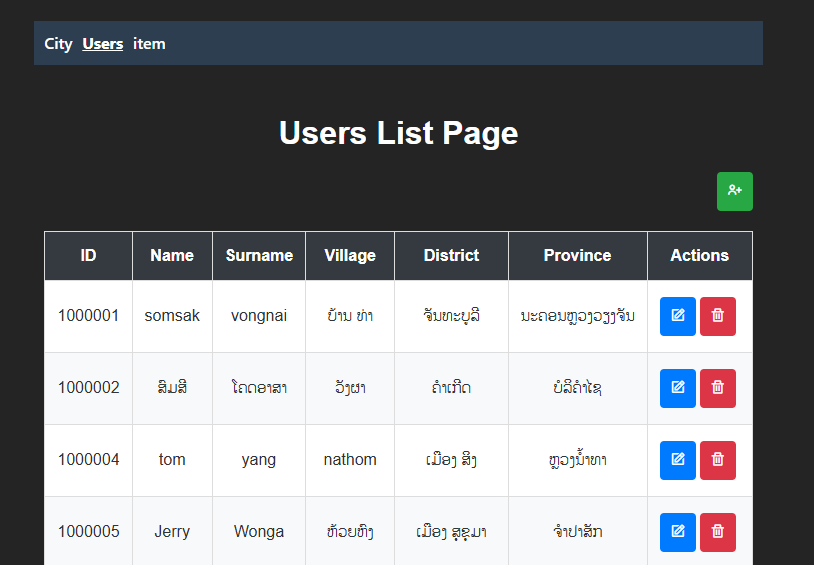 City Users item
Users List Page
ID Name Surname Village District Province Actions
1000001 somsak vongnai ບ້ານ ທ່າ ຈັນທະບູລີ ນະຄອນຫຼວງວຽງຈັນ
1000002 ສົມສີ ໂຄດອາສາ ວັງຜາ ຄຳເກີດ ບໍລິຄຳໄຊ
1000004 tom yang nathom ເມືອງ ສິງ ຫຼວງນ້ຳທາ
1000005 Jerry Wonga ຫ້ວຍຫົງ ເມືອງ ສຸຂຸມາ ຈຳປາສັກ